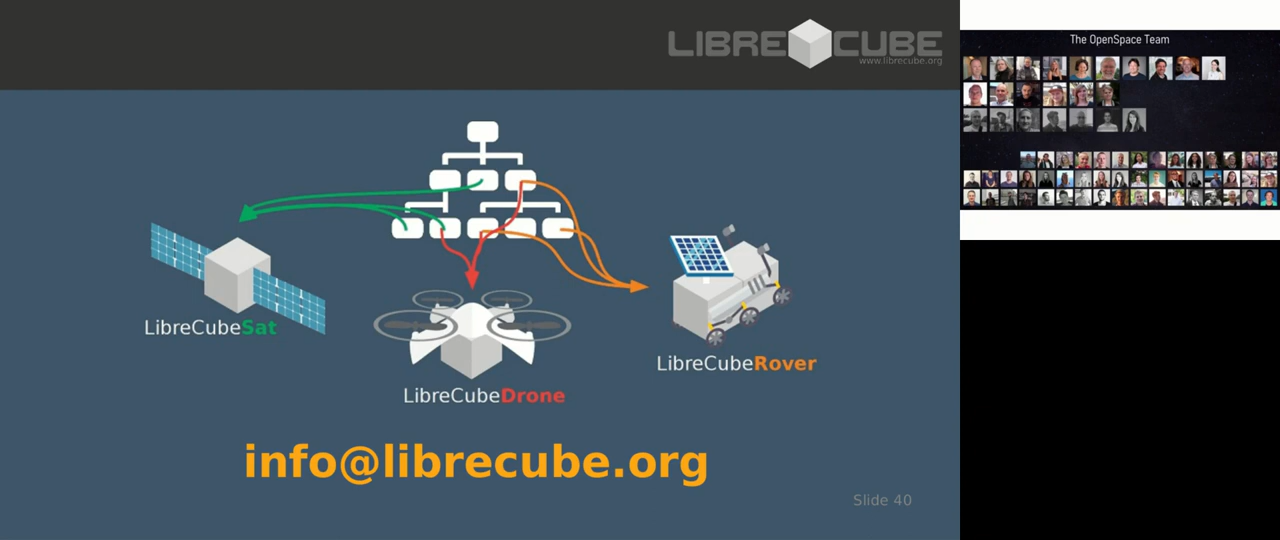 LIBRECUBE
www.librecube.org
LibreCubeSat
LibreCubeDrone
LibreCubeRover
info@librecube.org
Slide 40
The OpenSpace Team